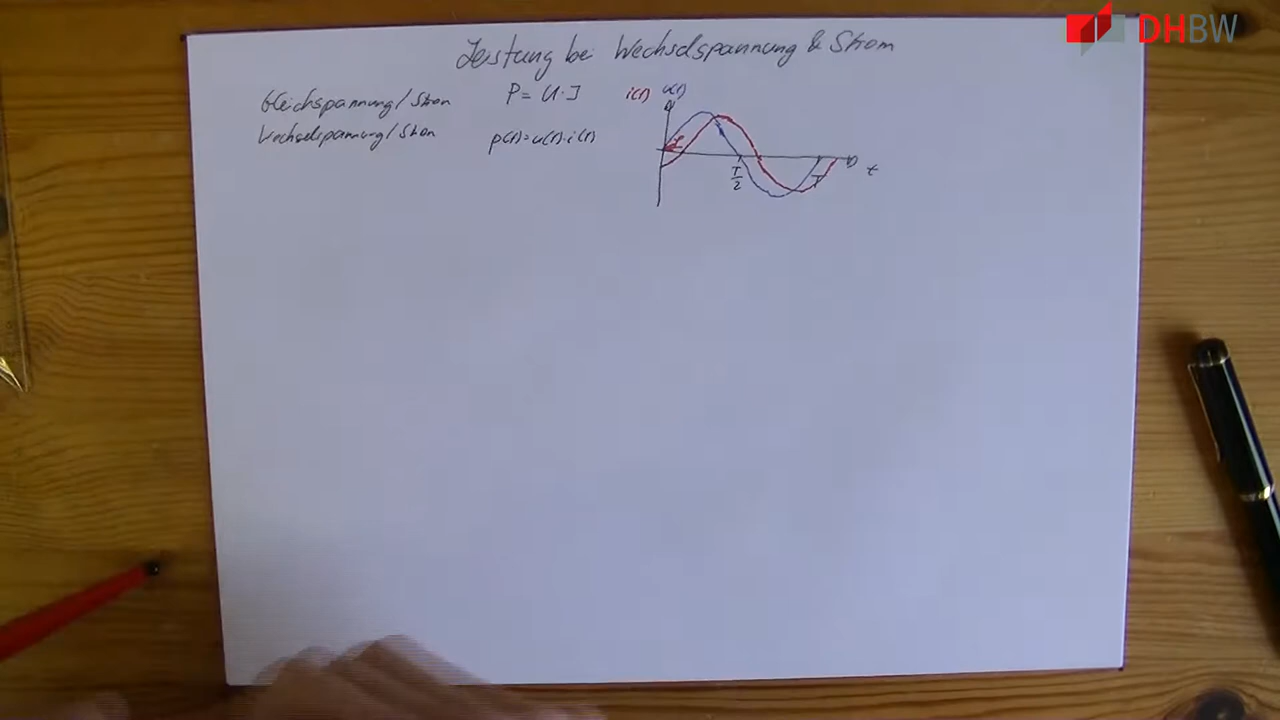 DHBW
Leistung bei Wechselspannung & Strom
Gleichspannung/Strom P = U·I
Wechselspannung/Strom p(t)=u(t)·i(t)
i(t) u(t)
T/2
T
t